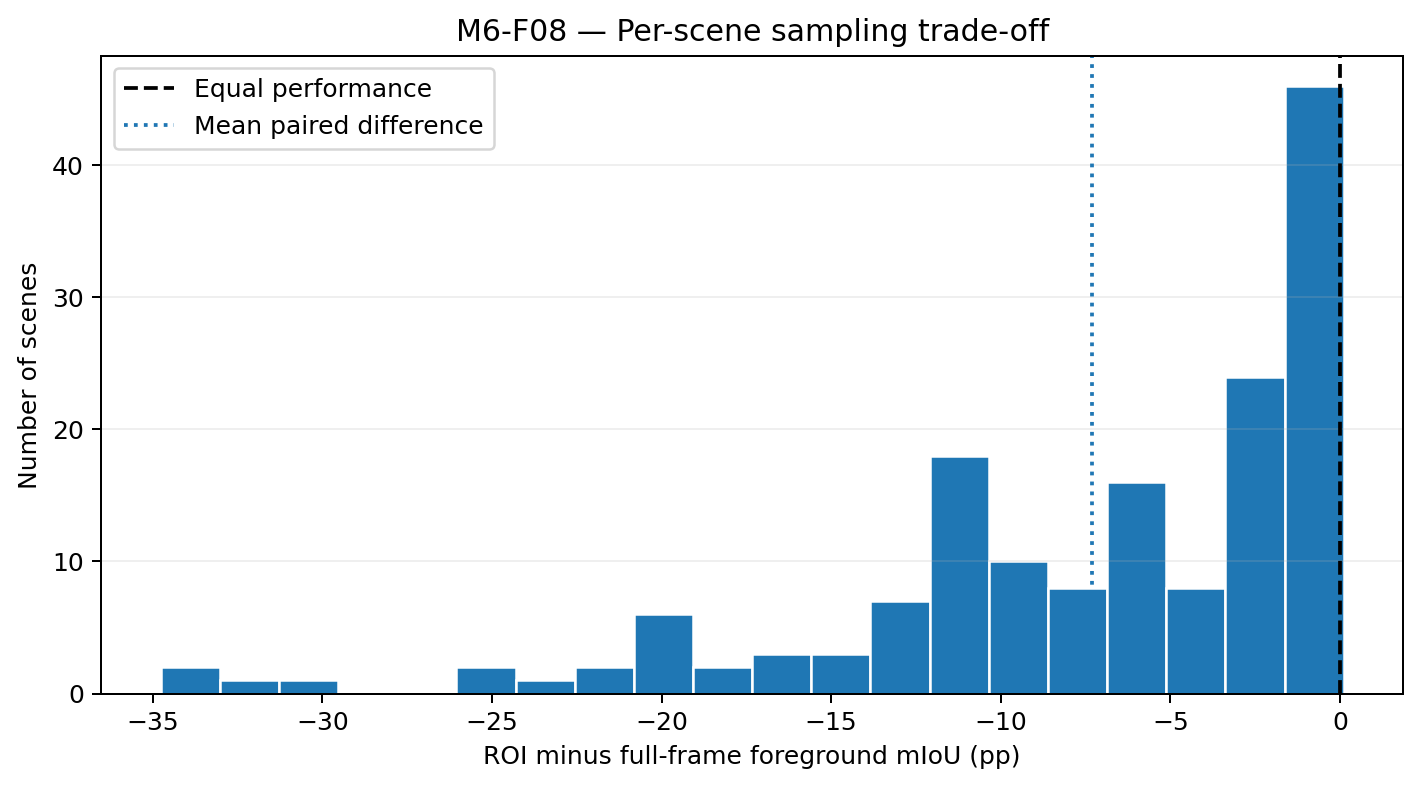 M6-F08 — Per-scene sampling trade-off
Equal performance
Mean paired difference
Number of scenes
40
30
20
10
0
−35
−30
−25
−20
−15
−10
−5
0
ROI minus full-frame foreground mIoU (pp)